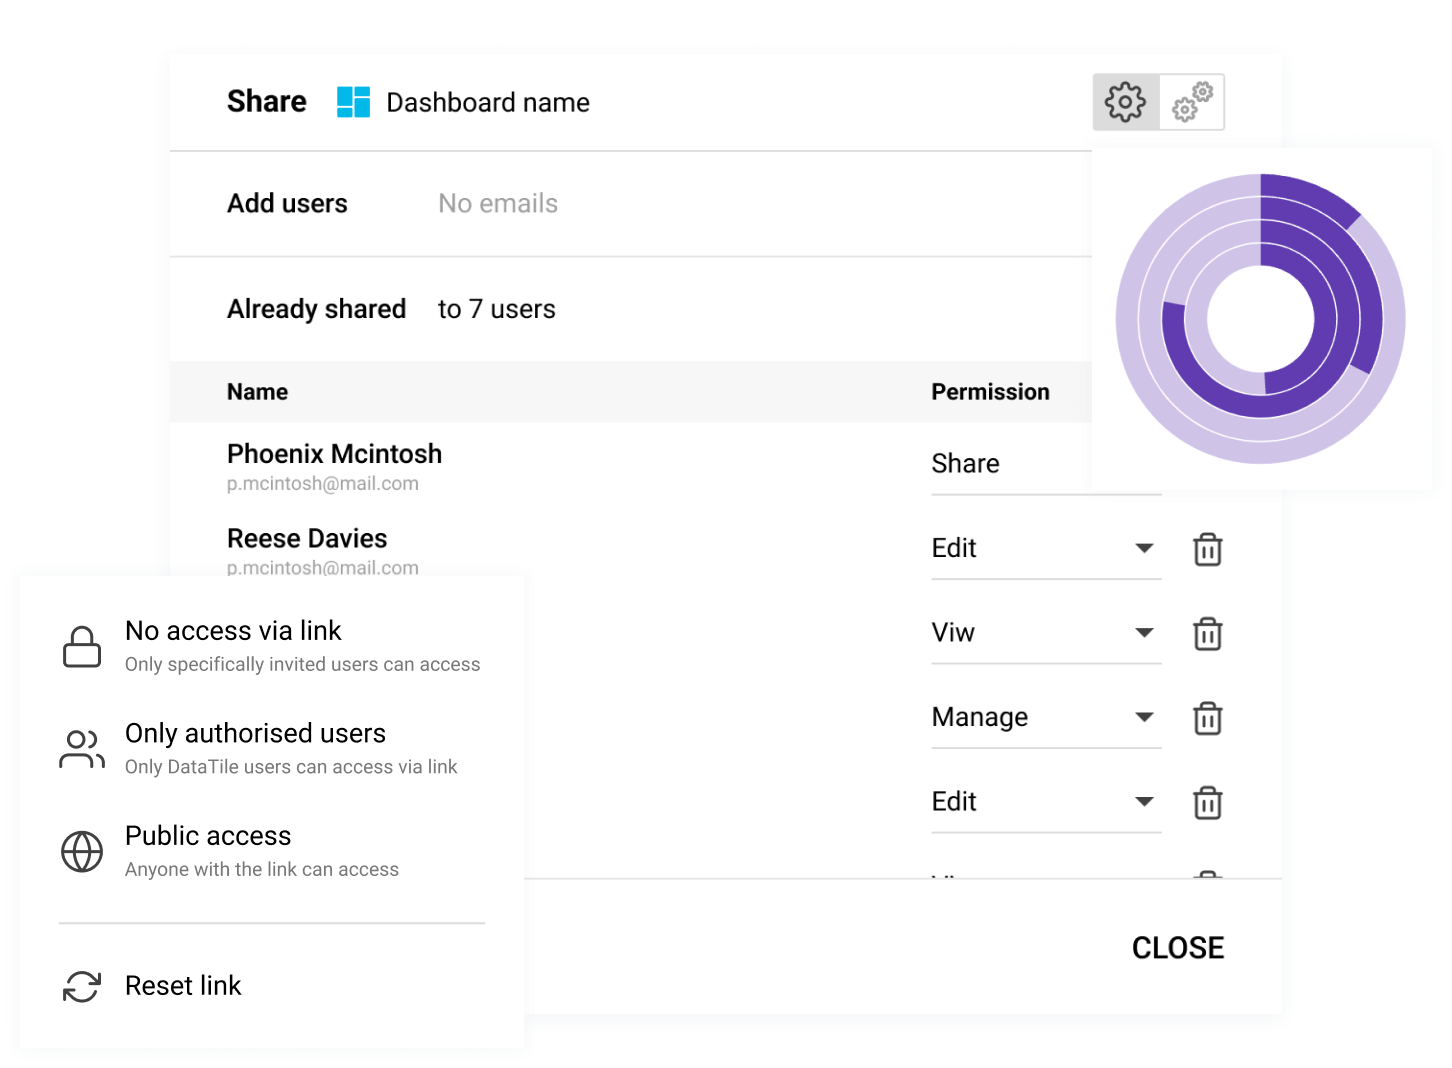 Share Dashboard name
Add users No emails
Already shared to 7 users
Name Permission
Phoenix Mcintosh
p.mcintosh@mail.com
Share
Reese Davies
p.mcintosh@mail.com
Edit
Viw
Manage
Edit
No access via link
Only specifically invited users can access
Only authorised users
Only DataTile users can access via link
Public access
Anyone with the link can access
Reset link
CLOSE